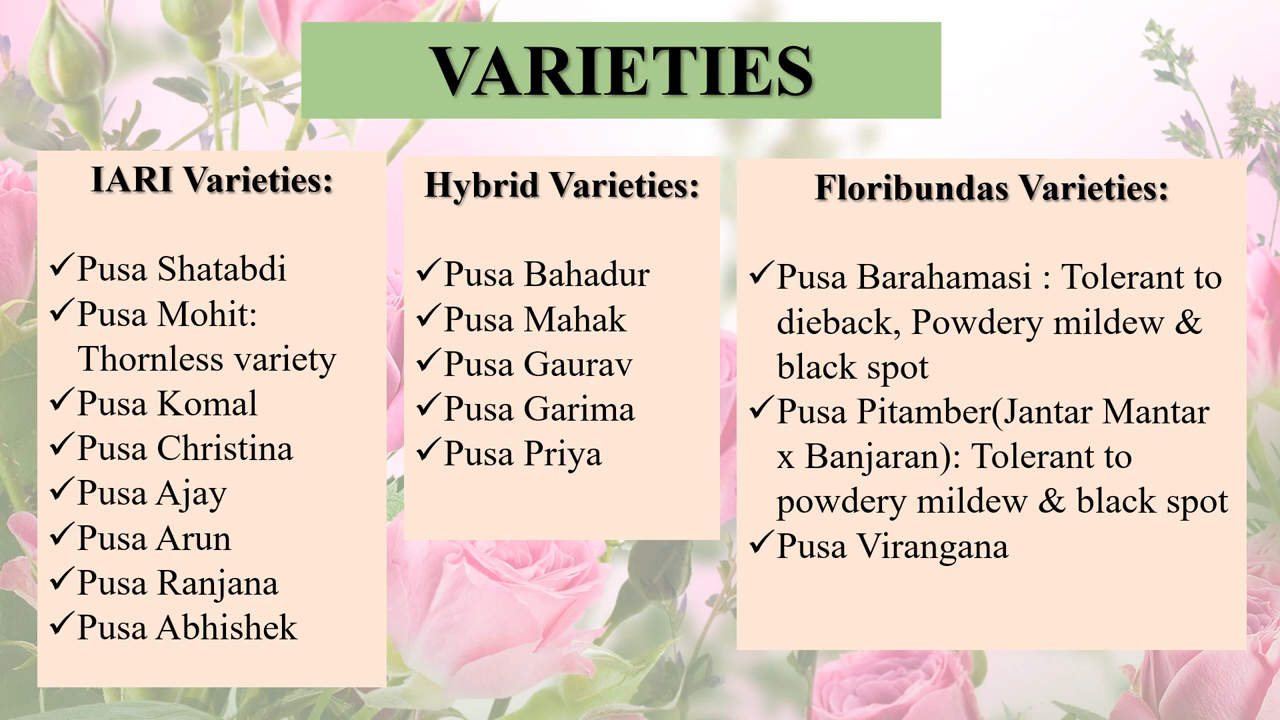 VARIETIES
IARI Varieties:
✓Pusa Shatabdi
✓Pusa Mohit:
Thornless variety
✓Pusa Komal
✓Pusa Christina
✓Pusa Ajay
✓Pusa Arun
✓Pusa Ranjana
✓Pusa Abhishek
Hybrid Varieties:
✓Pusa Bahadur
✓Pusa Mahak
✓Pusa Gaurav
✓Pusa Garima
✓Pusa Priya
Floribundas Varieties:
✓Pusa Barahamasi : Tolerant to
dieback, Powdery mildew &
black spot
✓Pusa Pitamber(Jantar Mantar
x Banjaran): Tolerant to
powdery mildew & black spot
✓Pusa Virangana